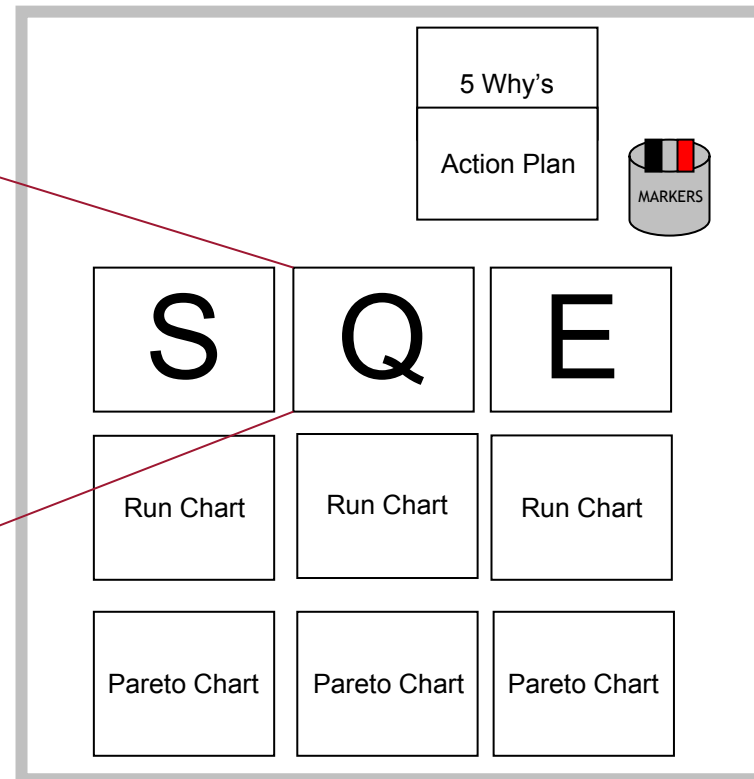 5 Why's
Action Plan
MARKERS
S Q E
Run Chart Run Chart Run Chart
Pareto Chart Pareto Chart Pareto Chart